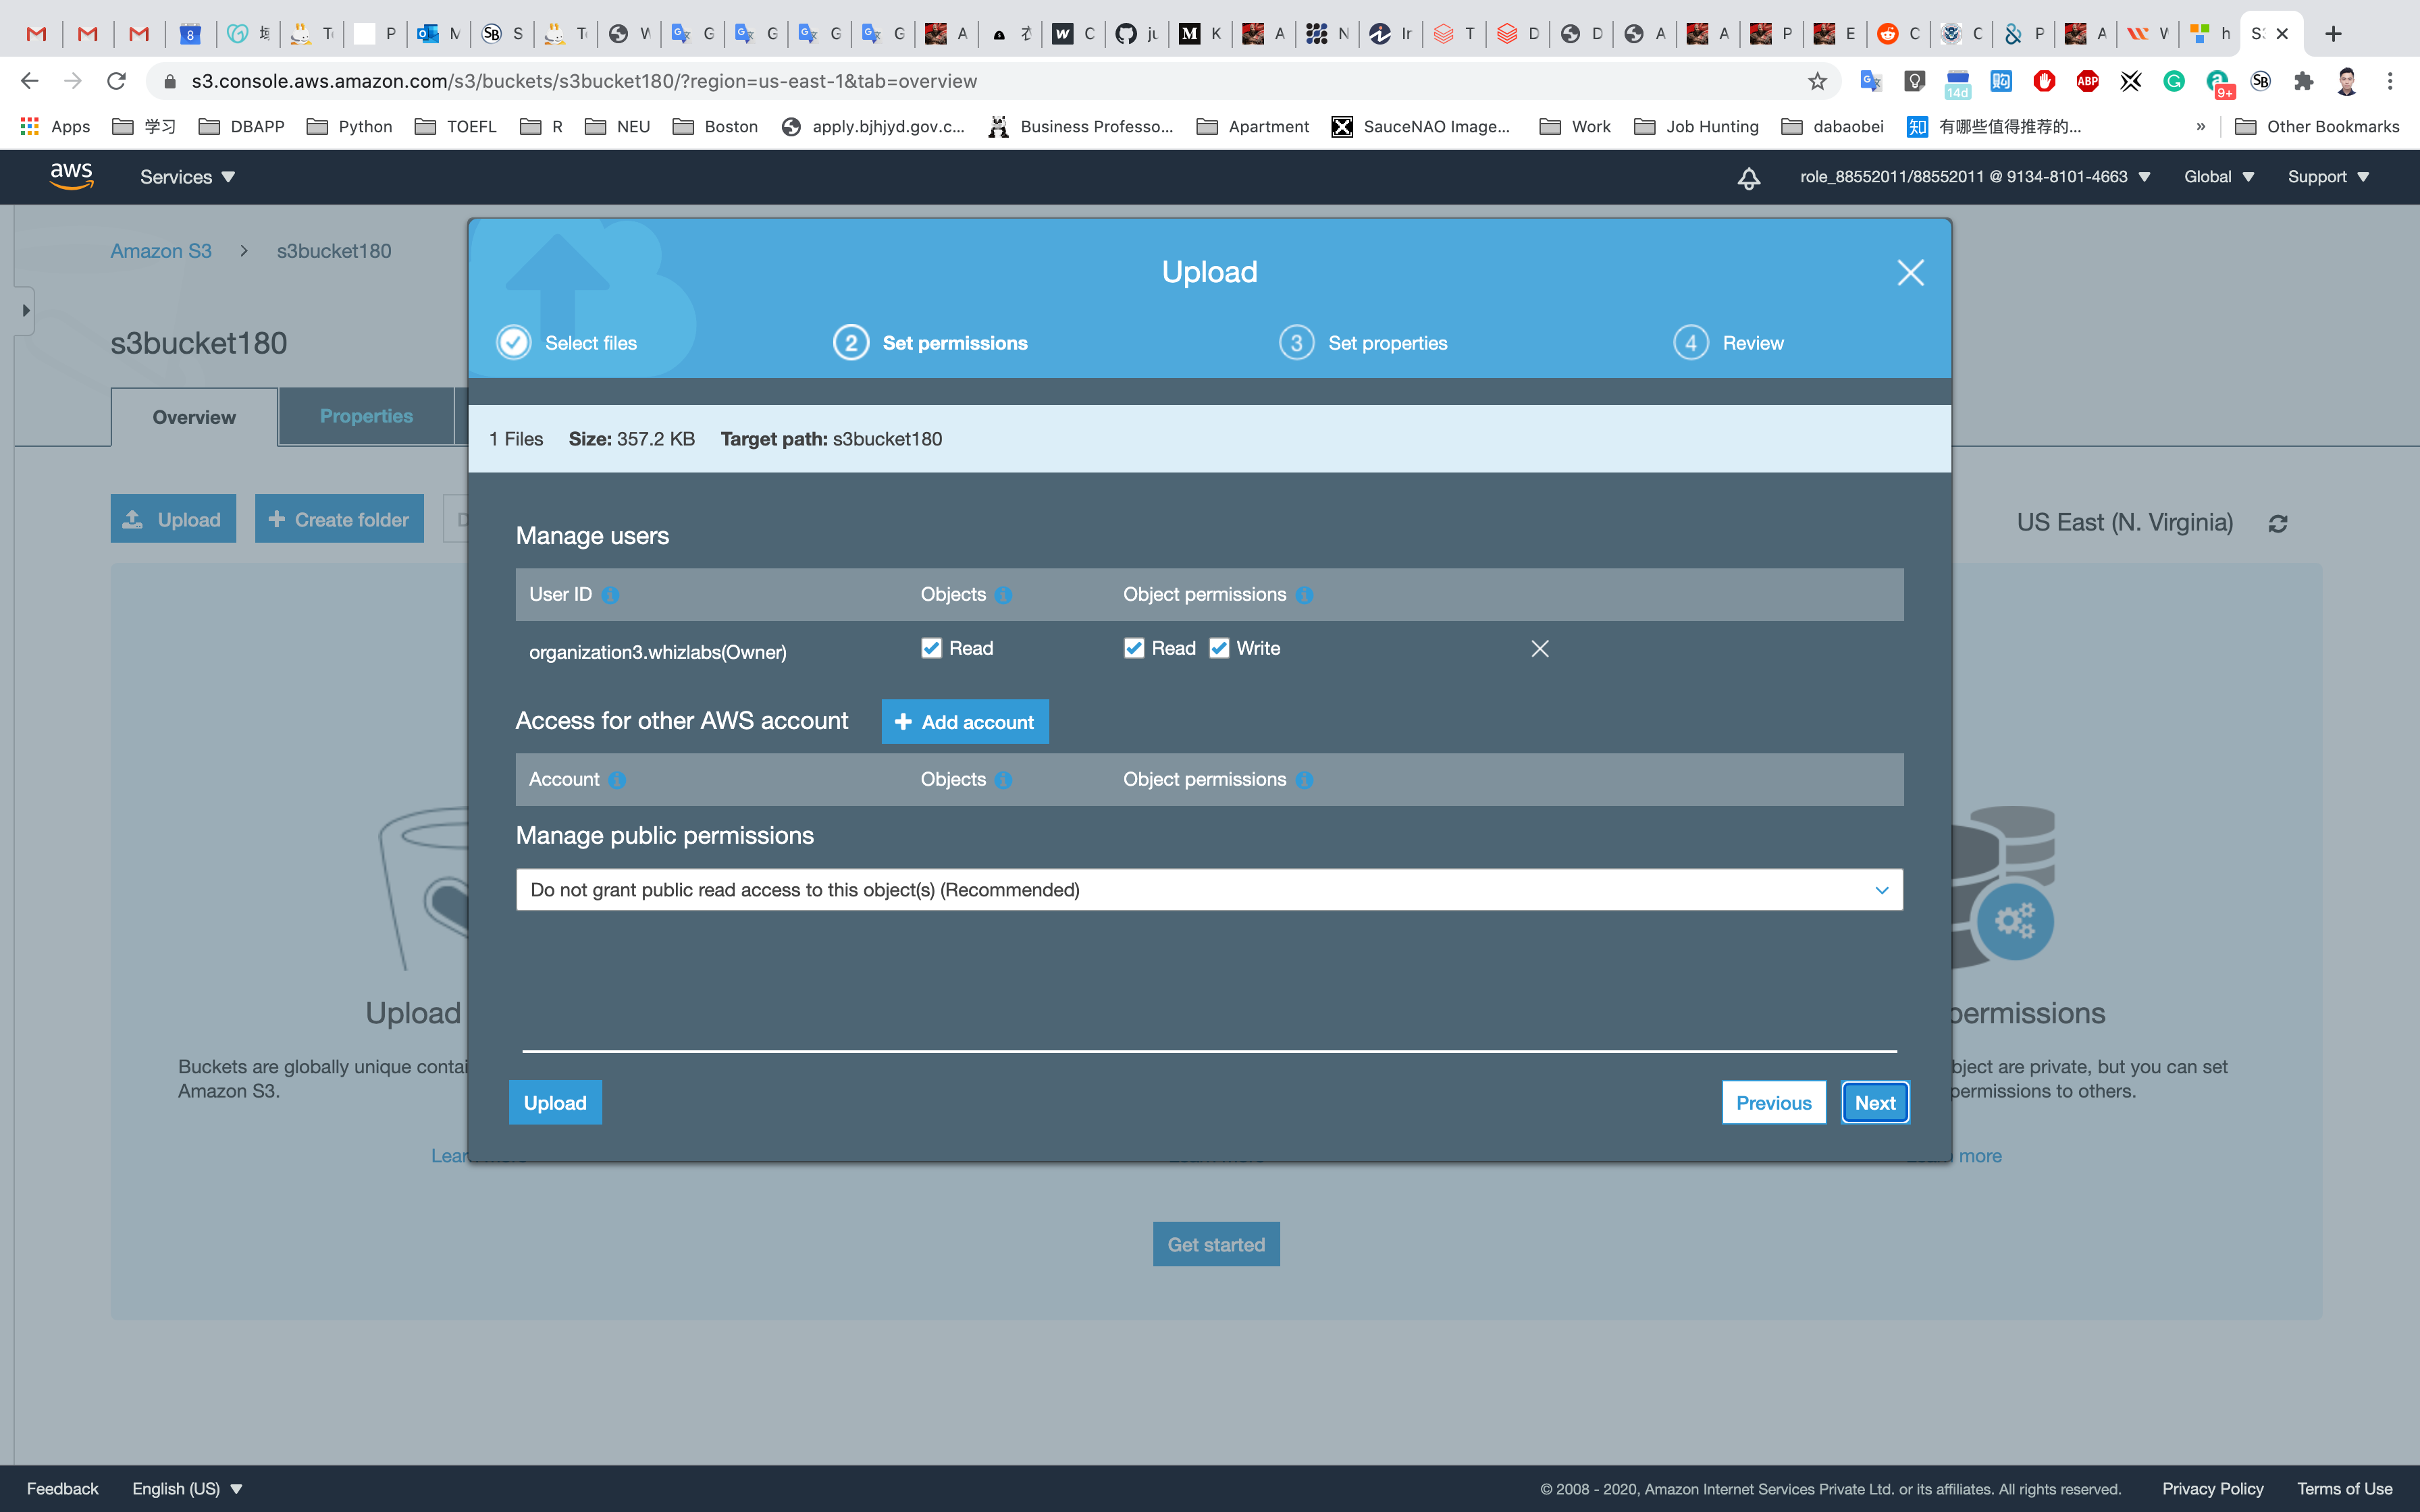 s3.console.aws.amazon.com/s3/buckets/s3bucket180/?region=us-east-1&tab=overview
14d
9+
ABP
Apps 学习 DBAPP Python TOEFL R NEU Boston apply.bjhjyd.gov.c... Business Professo... Apartment SauceNAO Image... Work Job Hunting dabaobei 有哪些值得推荐的... » Other Bookmarks
aws Services role_88552011/88552011 @ 9134-8101-4663 Global Support
Amazon S3 > s3bucket180
s3bucket180
Overview Properties
Upload Create folder
US East (N. Virginia)
Upload
Select files 2 Set permissions 3 Set properties 4 Review
1 Files Size: 357.2 KB Target path: s3bucket180
Manage users
User ID Objects Object permissions
organization3.whizlabs(Owner) Read Read Write
Access for other AWS account + Add account
Account Objects Object permissions
Manage public permissions
Do not grant public read access to this object(s) (Recommended)
Upload Previous Next
Upload
Buckets are globally unique contai
Amazon S3.
permissions
bject are private, but you can set
permissions to others.
more
Get started
Feedback English (US) © 2008 - 2020, Amazon Internet Services Private Ltd. or its affiliates. All rights reserved. Privacy Policy Terms of Use